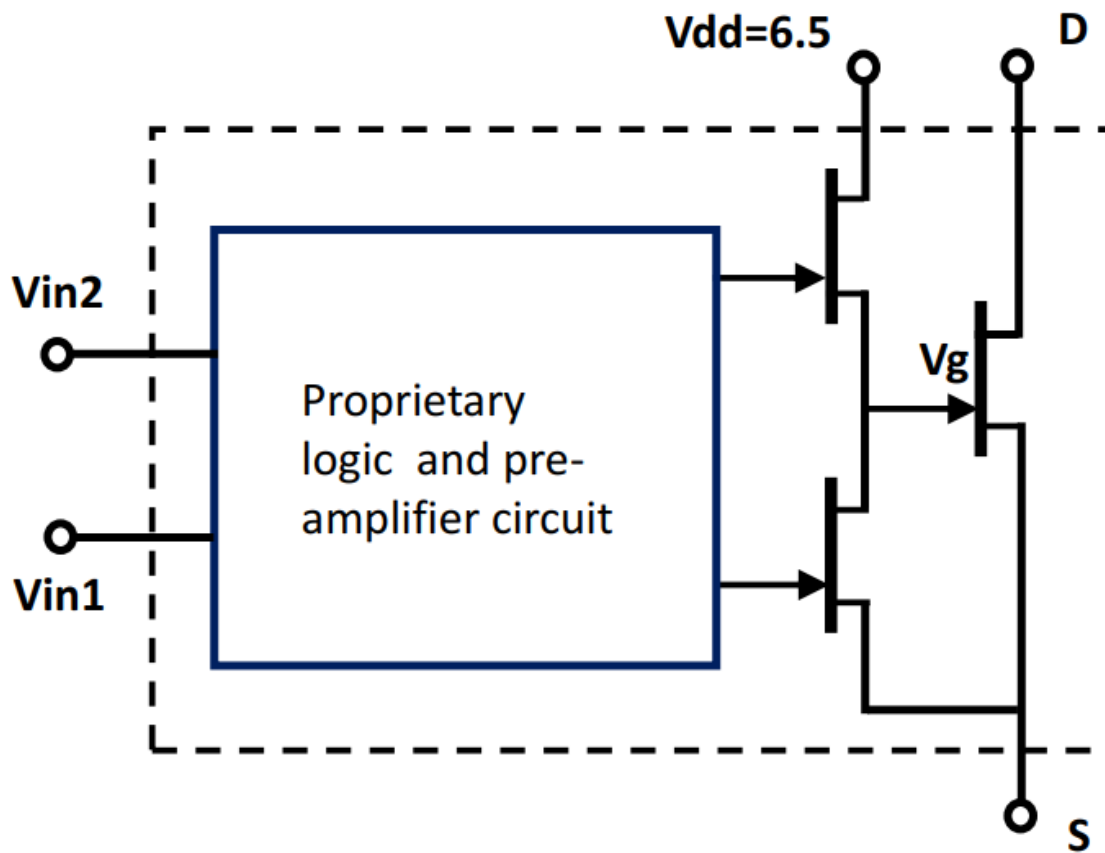 Vdd=6.5
D
Vin2
Vg
Proprietary
logic and pre-
amplifier circuit
Vin1
S